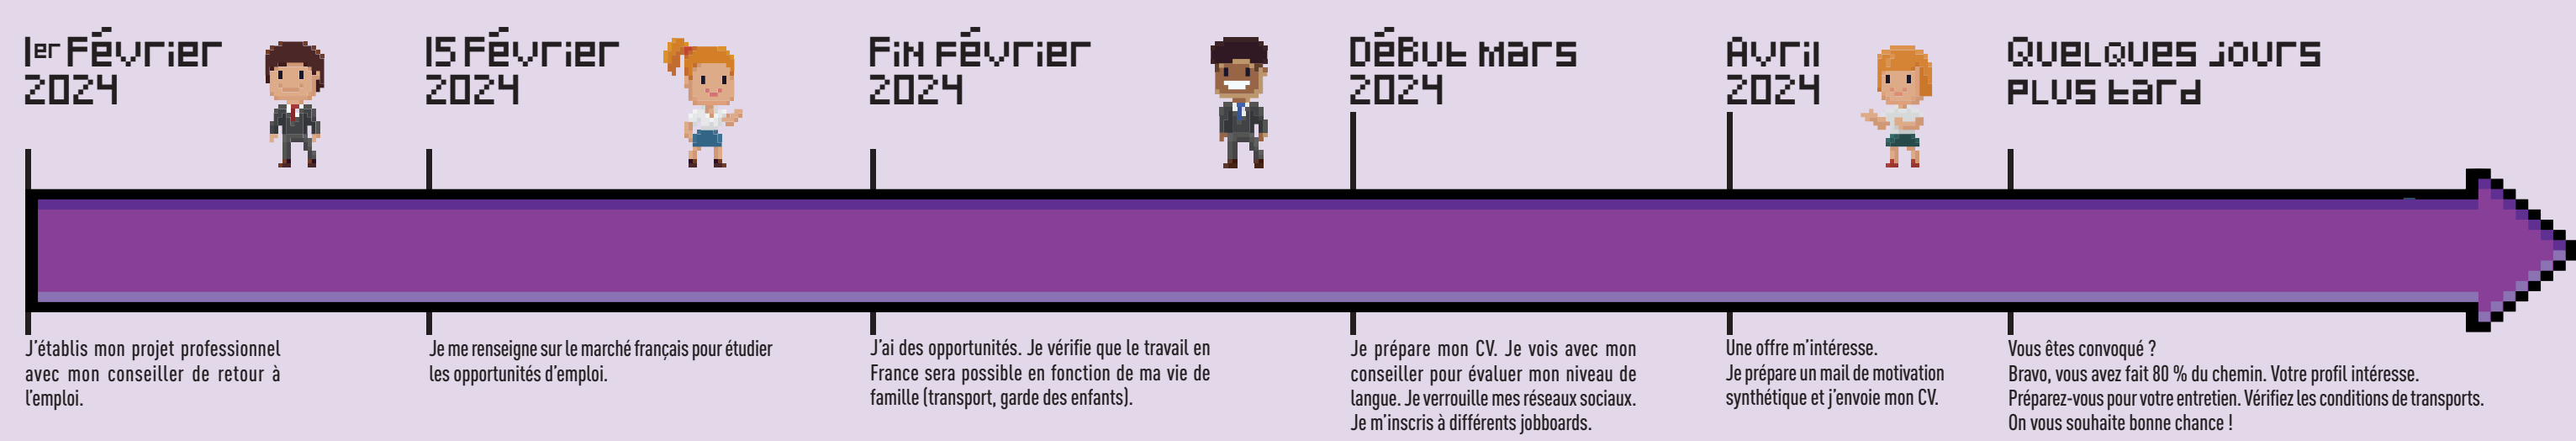 1er Février
2024
J'établis mon projet professionnel
avec mon conseiller de retour à
l'emploi.
15 Février
2024
Je me renseigne sur le marché français pour étudier
les opportunités d'emploi.
Fin Février
2024
J'ai des opportunités. Je vérifie que le travail en
France sera possible en fonction de ma vie de
famille (transport, garde des enfants).
Début mars
2024
Je prépare mon CV. Je vois avec mon
conseiller pour évaluer mon niveau de
langue. Je verrouille mes réseaux sociaux.
Je m'inscris à différents jobboards.
Avril
2024
Une offre m'intéresse.
Je prépare un mail de motivation
synthétique et j'envoie mon CV.
Quelques jours
plus tard
Vous êtes convoqué ?
Bravo, vous avez fait 80 % du chemin. Votre profil intéresse.
Préparez-vous pour votre entretien. Vérifiez les conditions de transports.
On vous souhaite bonne chance !